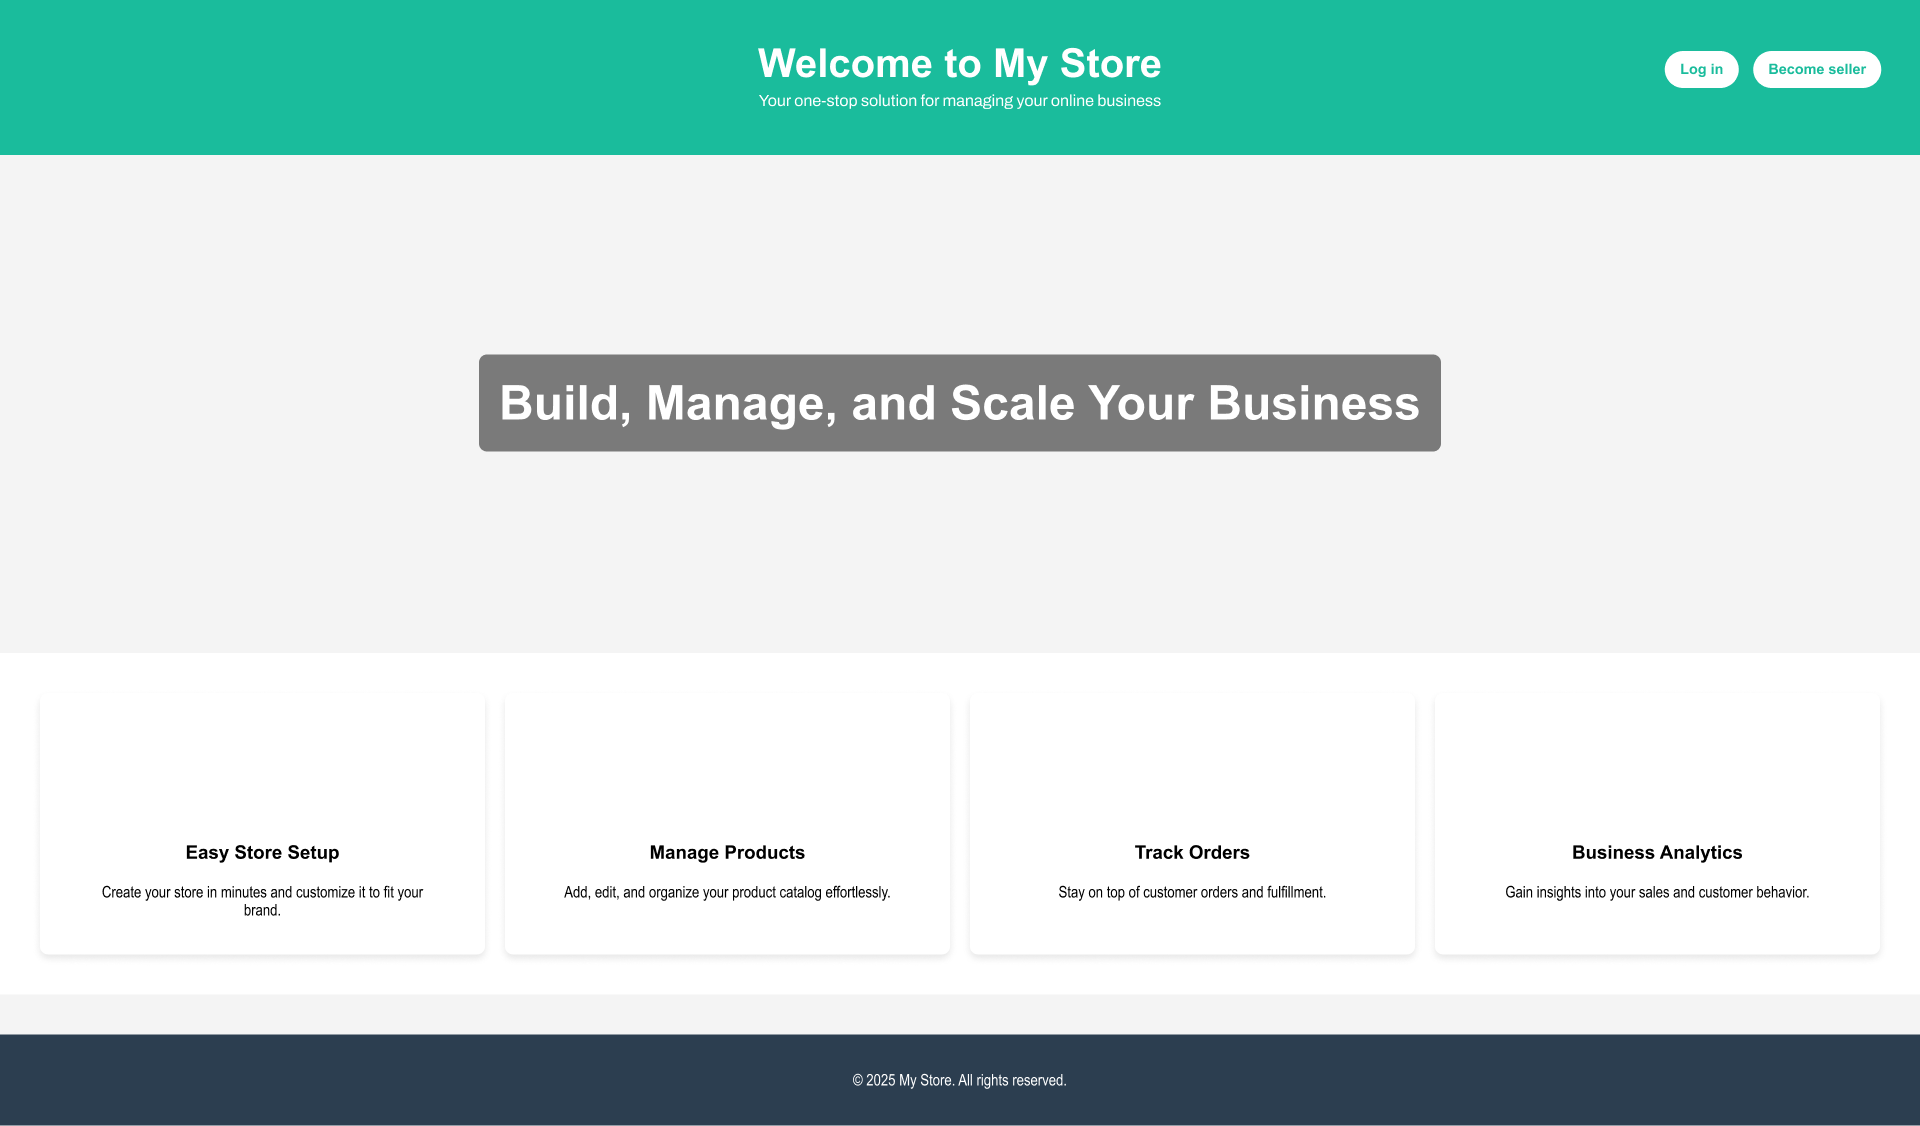 Welcome to My Store
Your one-stop solution for managing your online business
Log in
Become seller
Build, Manage, and Scale Your Business
Easy Store Setup
Create your store in minutes and customize it to fit your
brand.
Manage Products
Add, edit, and organize your product catalog effortlessly.
Track Orders
Stay on top of customer orders and fulfillment.
Business Analytics
Gain insights into your sales and customer behavior.
© 2025 My Store. All rights reserved.